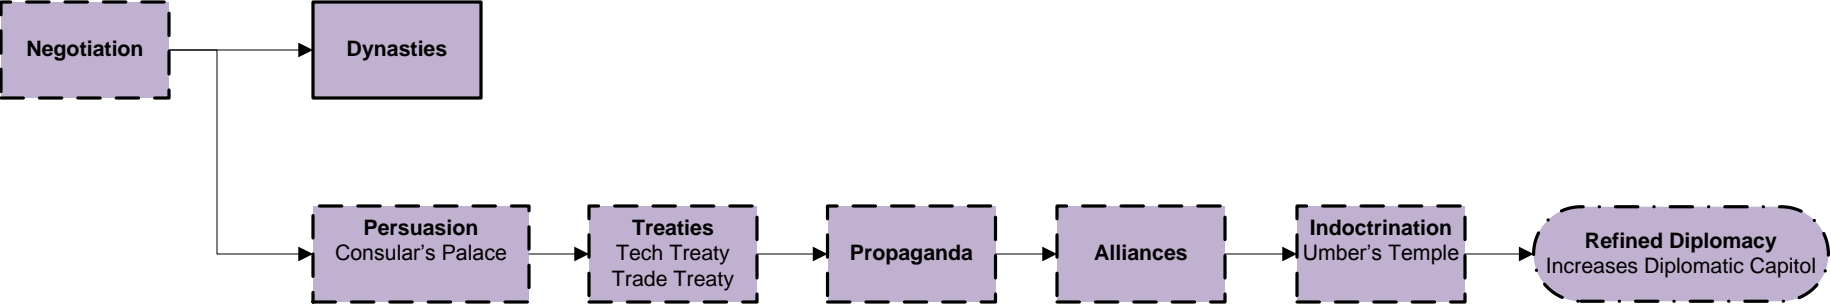 Negotiation
Dynasties
Persuasion
Consular's Palace
Treaties
Tech Treaty
Trade Treaty
Propaganda
Alliances
Indoctrination
Umber's Temple
Refined Diplomacy
Increases Diplomatic Capitol